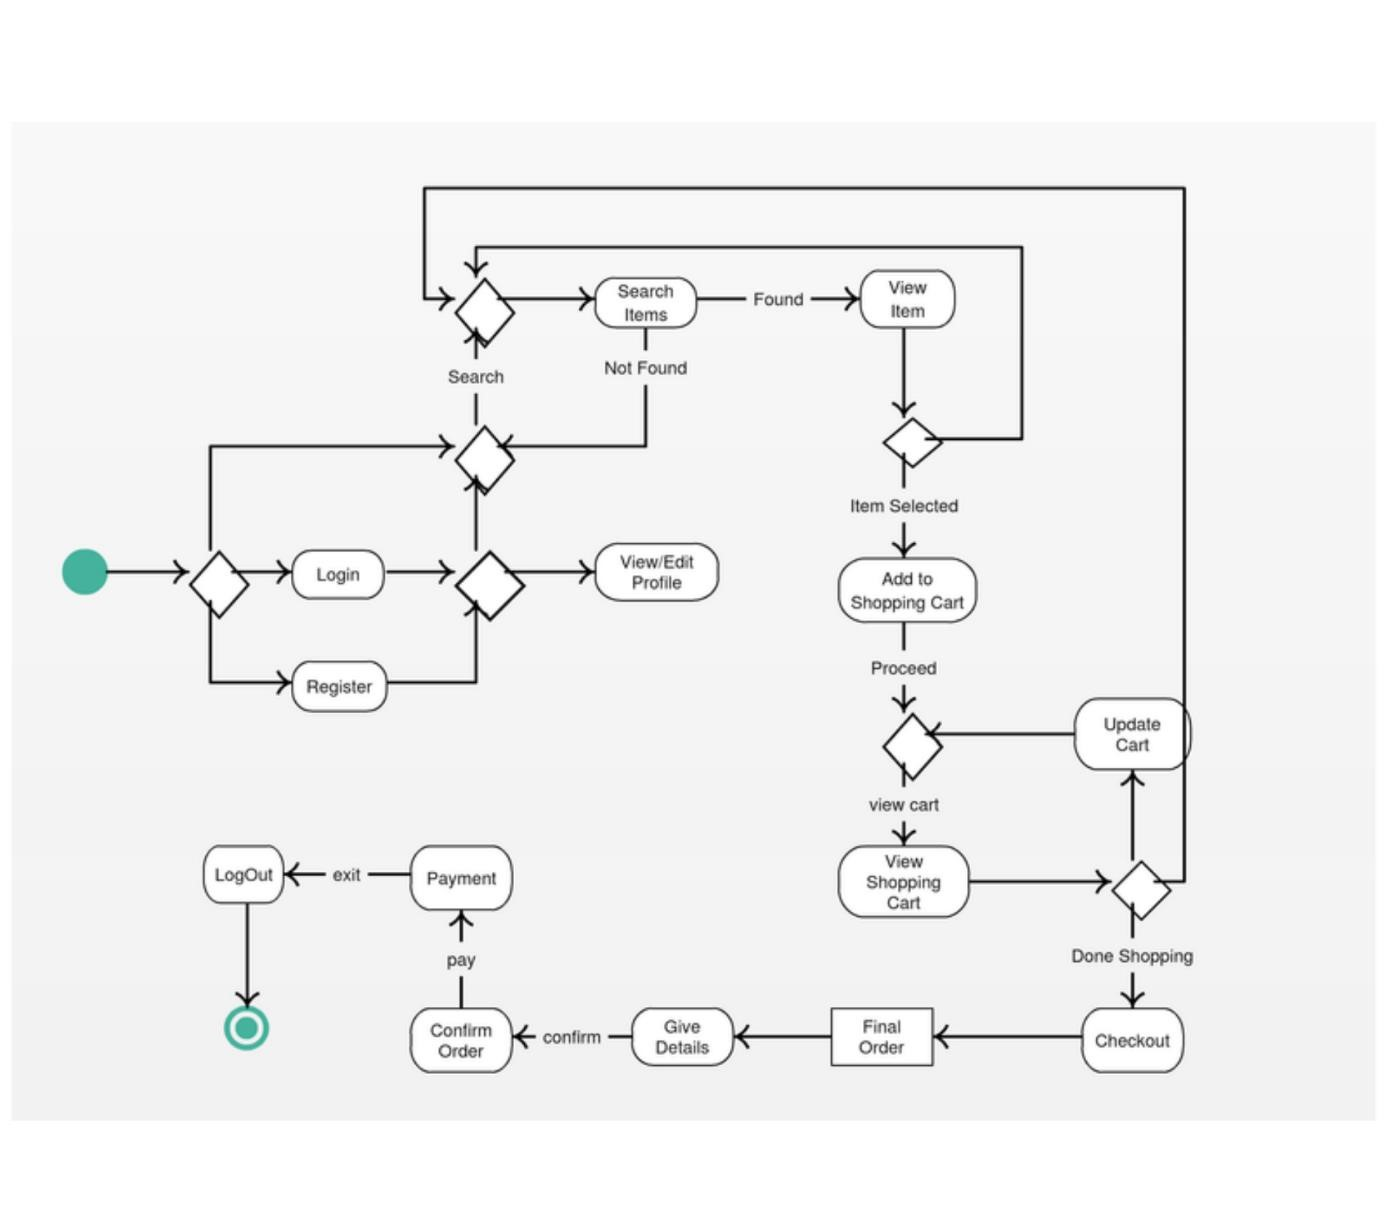 Search
Items
Found
View
Item
Not Found
Search
Item Selected
Login
View/Edit
Profile
Add to
Shopping Cart
Register
Proceed
Update
Cart
view cart
View
Shopping
Cart
LogOut
exit
Payment
pay
Done Shopping
Confirm
Order
confirm
Give
Details
Final
Order
Checkout